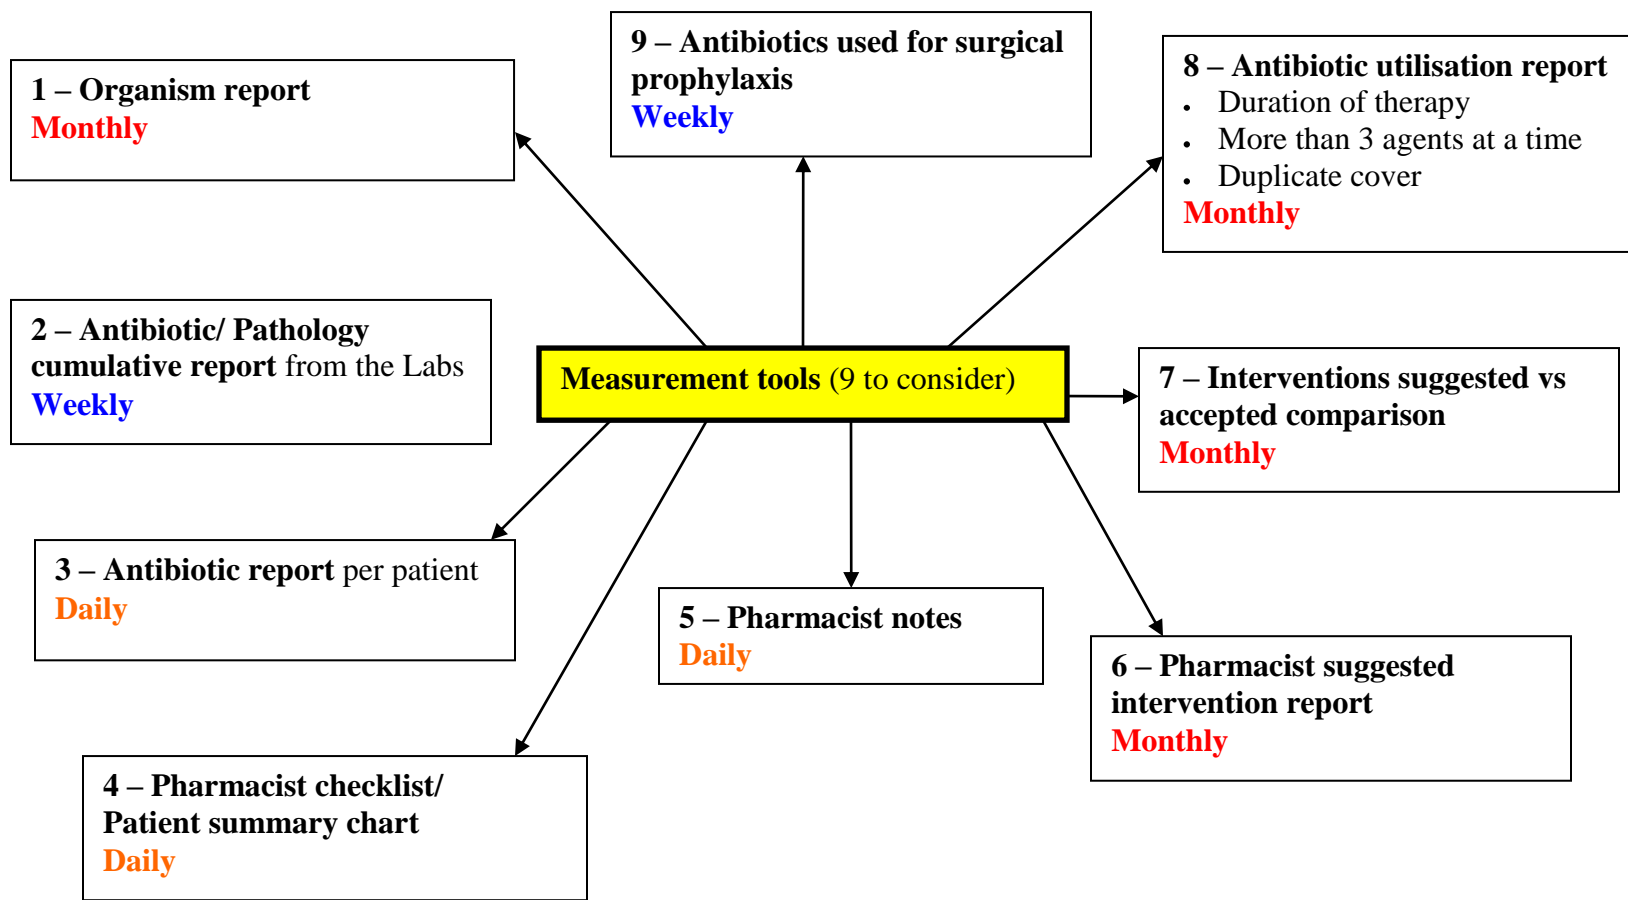 1 – Organism report
Monthly
9 – Antibiotics used for surgical
prophylaxis
Weekly
8 – Antibiotic utilisation report
• Duration of therapy
• More than 3 agents at a time
• Duplicate cover
Monthly
2 – Antibiotic/ Pathology
cumulative report from the Labs
Weekly
Measurement tools (9 to consider)
7 – Interventions suggested vs
accepted comparison
Monthly
3 – Antibiotic report per patient
Daily
5 – Pharmacist notes
Daily
6 – Pharmacist suggested
intervention report
Monthly
4 – Pharmacist checklist/
Patient summary chart
Daily